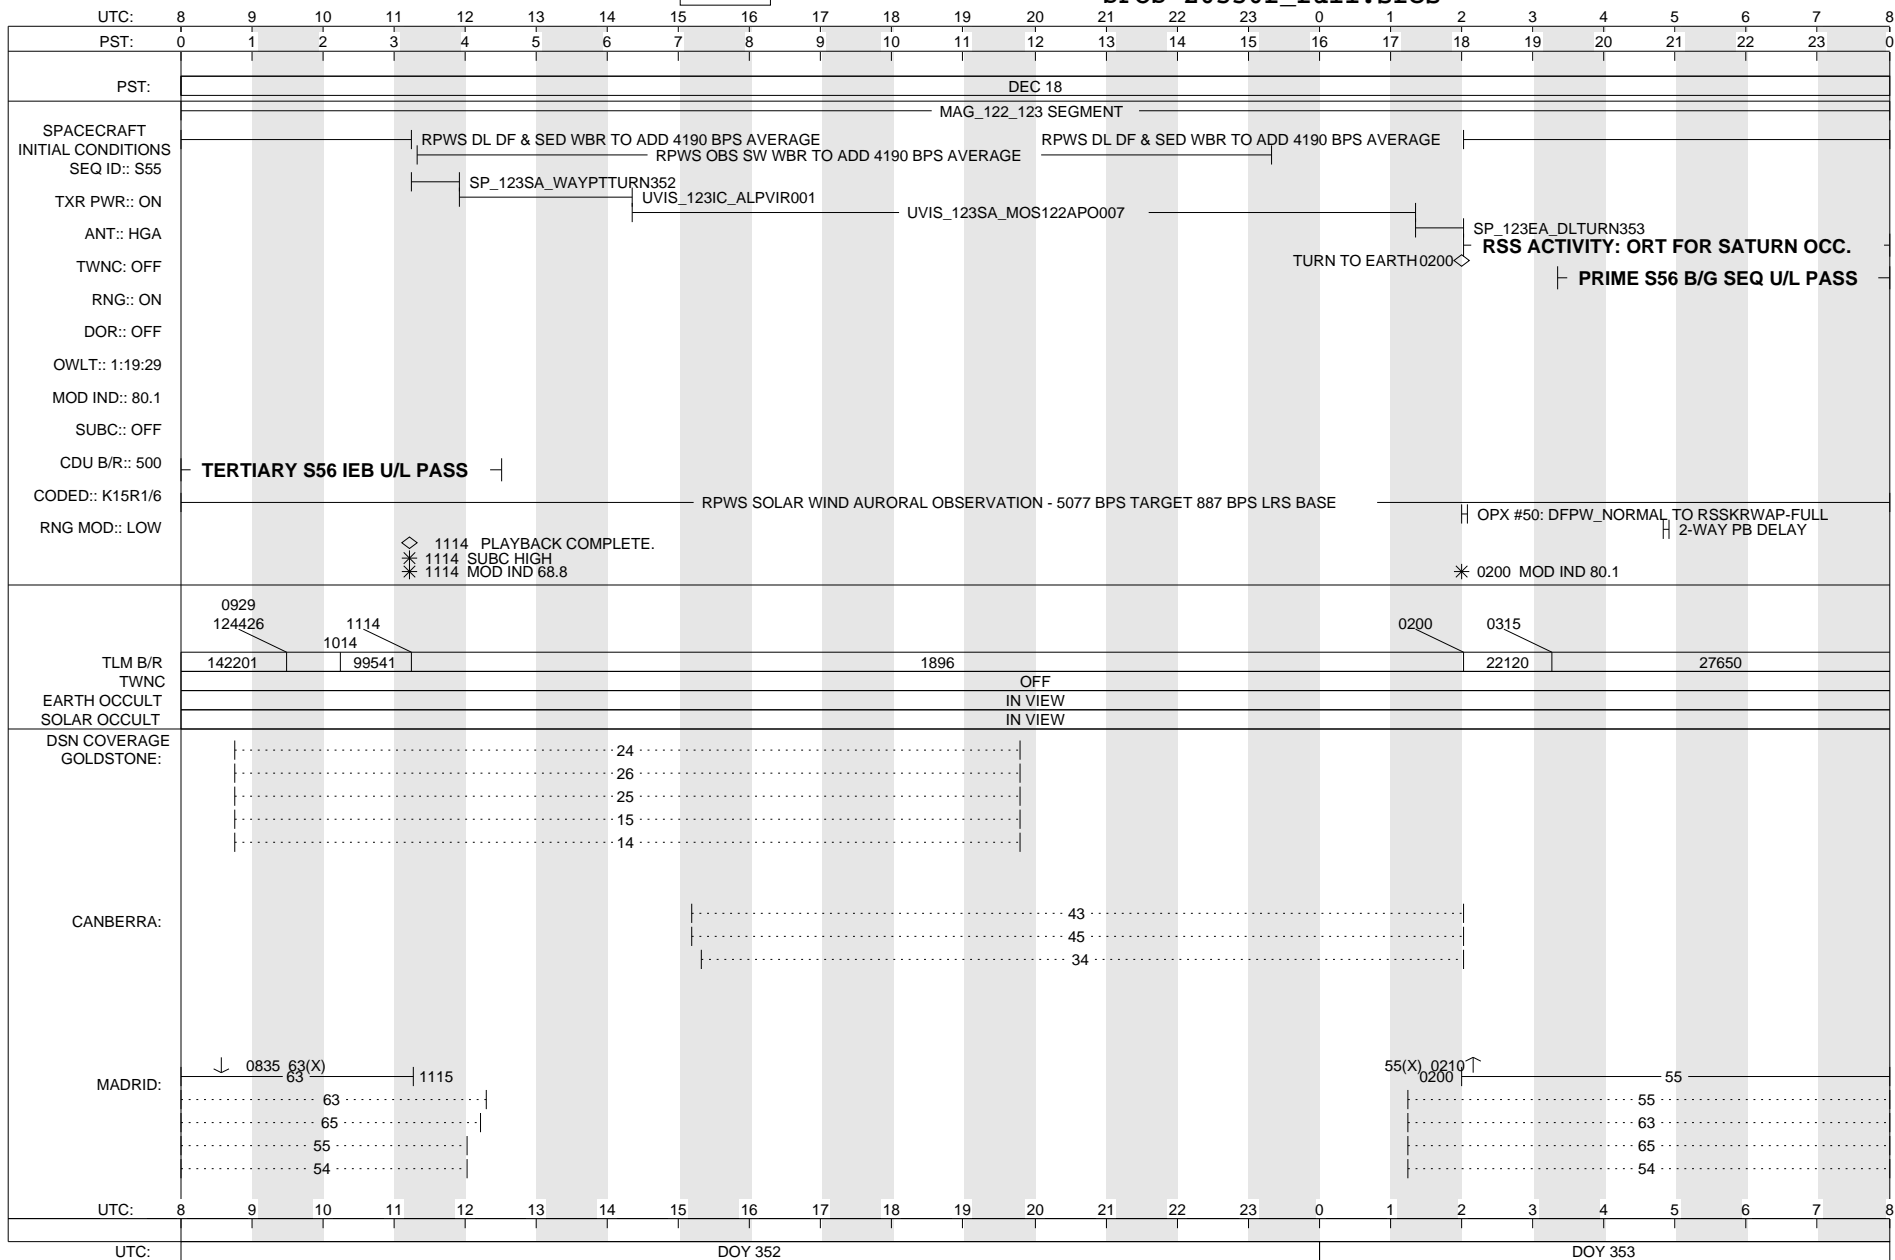 UTC: 8 9 10 11 12 13 14 15 16 17 18 19 20 21 22 23 0 1 2 3 4 5 6 7 8
PST: 0 1 2 3 4 5 6 7 8 9 10 11 12 13 14 15 16 17 18 19 20 21 22 23 0
PST: DEC 18
MAG_122_123 SEGMENT
SPACECRAFT
INITIAL CONDITIONS
SEQ ID:: S55
TXR PWR:: ON
ANT:: HGA
TWNC: OFF
RNG:: ON
DOR:: OFF
OWLT:: 1:19:29
MOD IND:: 80.1
SUBC:: OFF
CDU B/R:: 500
CODED:: K15R1/6
RNG MOD:: LOW
RPWS DL DF & SED WBR TO ADD 4190 BPS AVERAGE
RPWS DL DF & SED WBR TO ADD 4190 BPS AVERAGE
RPWS OBS SW WBR TO ADD 4190 BPS AVERAGE
SP_123SA_WAYPTTURN352
UVIS_123IC_ALPVIR001
UVIS_123SA_MOS122APO007
SP_123EA_DLTURN353
RSS ACTIVITY: ORT FOR SATURN OCC.
TURN TO EARTH 0200
PRIME S56 B/G SEQ U/L PASS
TERTIARY S56 IEB U/L PASS
RPWS SOLAR WIND AURORAL OBSERVATION - 5077 BPS TARGET 887 BPS LRS BASE
OPX #50: DFPW_NORMAL TO RSSKRWAP-FULL
2-WAY PB DELAY
1114 PLAYBACK COMPLETE.
1114 SUBC HIGH
1114 MOD IND 68.8
0200 MOD IND 80.1
0929
124426 1114 0200 0315
1014
TLM B/R 142201 99541 1896 22120 27650
TWNC OFF
EARTH OCCULT IN VIEW
SOLAR OCCULT IN VIEW
DSN COVERAGE
GOLDSTONE:
24
26
25
15
14
CANBERRA:
43
45
34
MADRID:
0835 63(X)
63 1115
63
65
55
54
55(X) 0210
0200 55
55
63
65
54
UTC: 8 9 10 11 12 13 14 15 16 17 18 19 20 21 22 23 0 1 2 3 4 5 6 7 8
UTC: DOY 352 DOY 353